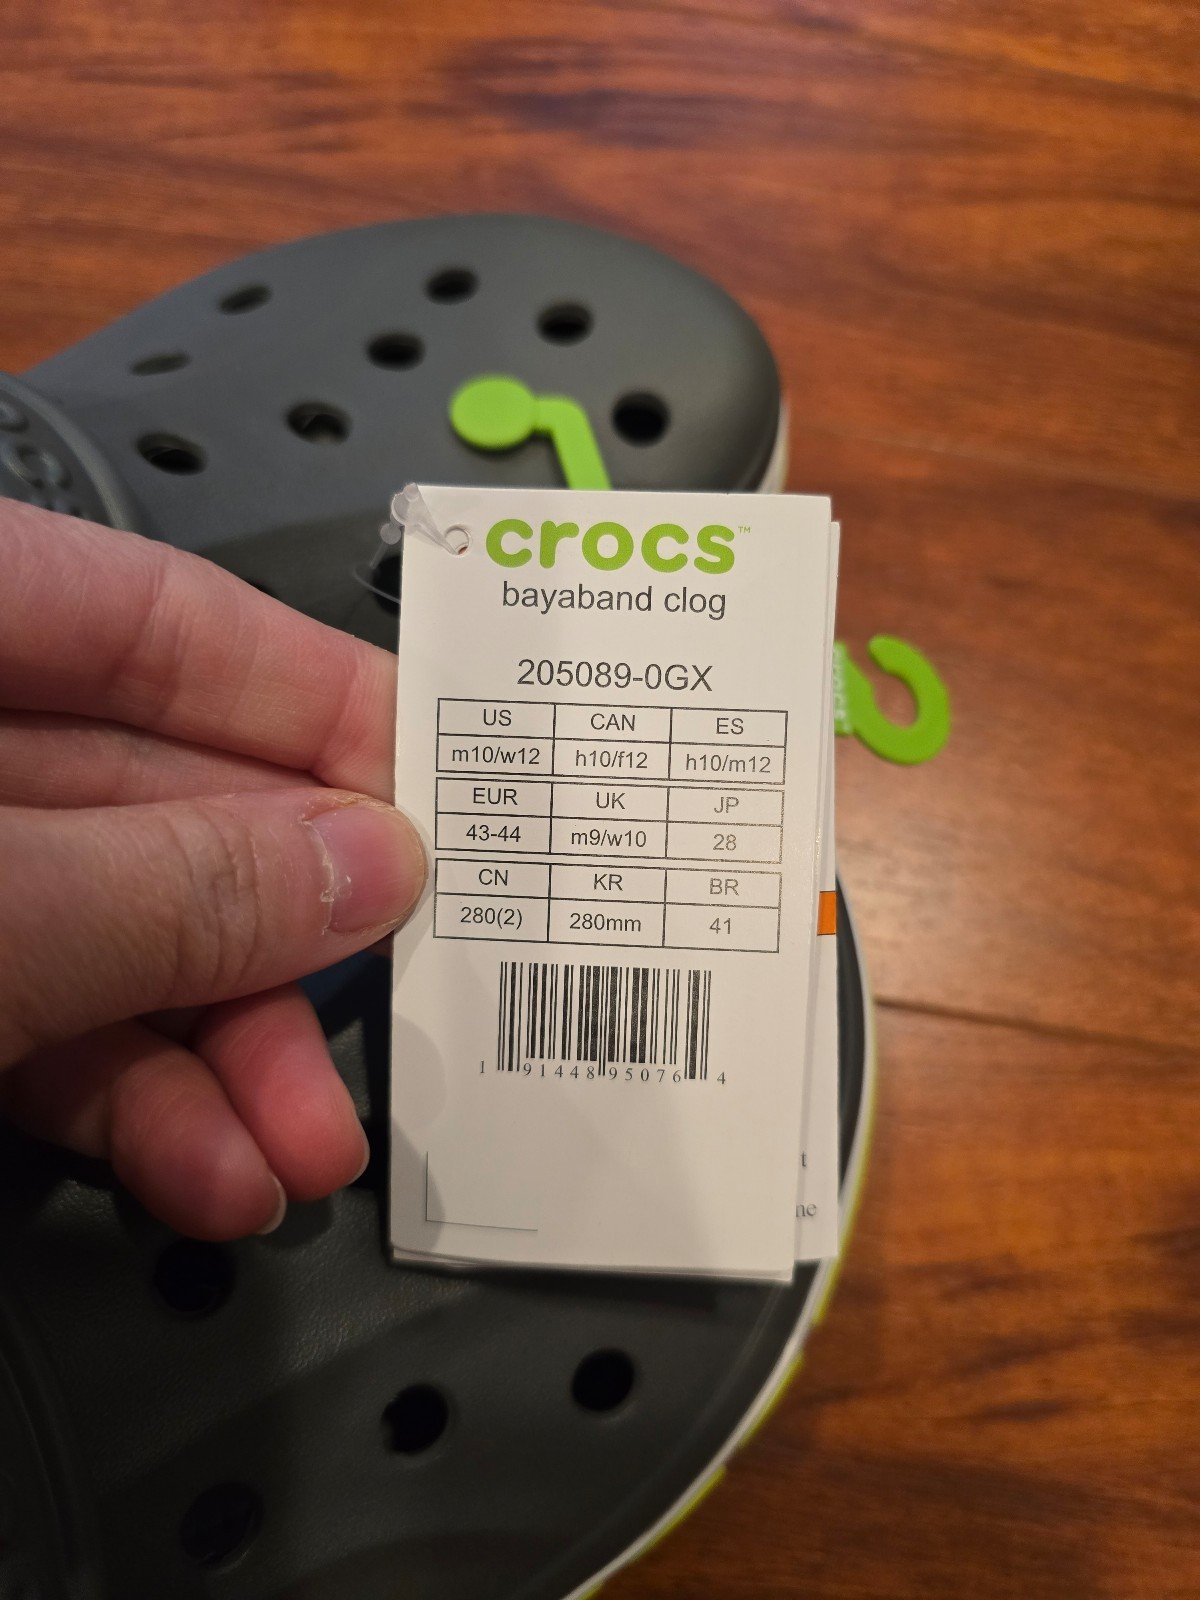 crocs™
bayaband clog
205089-0GX
US CAN ES
m10/w12 h10/f12 h10/m12
EUR UK JP
43-44 m9/w10 28
CN KR BR
280(2) 280mm 41
1 91448 95076 4
t
ne